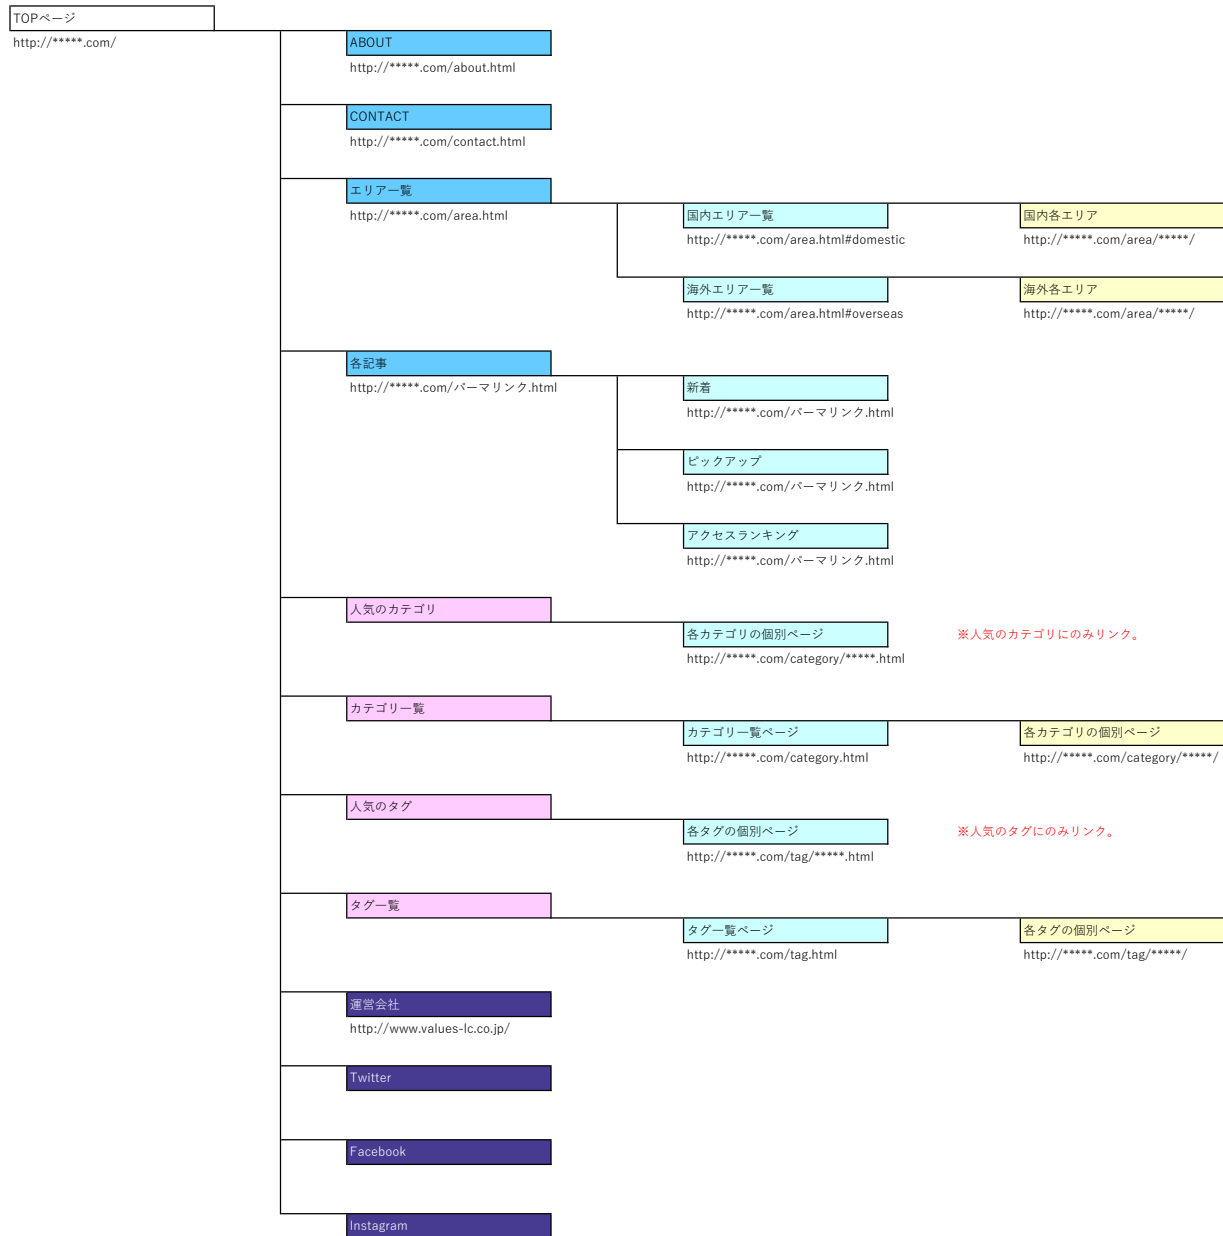 TOPページ
http://*****.com/
ABOUT
http://*****.com/about.html
CONTACT
http://*****.com/contact.html
エリア一覧
http://*****.com/area.html
国内エリア一覧
国内各エリア
http://*****.com/area.html#domestic
http://*****.com/area/*****/
海外エリア一覧
海外各エリア
http://*****.com/area.html#overseas
http://*****.com/area/*****/
各記事
http://*****.com/パーマリンク.html
新着
http://*****.com/パーマリンク.html
ピックアップ
http://*****.com/パーマリンク.html
アクセスランキング
http://*****.com/パーマリンク.html
人気のカテゴリ
各カテゴリの個別ページ
※人気のカテゴリにのみリンク。
http://*****.com/category/*****.html
カテゴリ一覧
カテゴリ一覧ページ
各カテゴリの個別ページ
http://*****.com/category.html
http://*****.com/category/*****/
人気のタグ
各タグの個別ページ
※人気のタグにのみリンク。
http://*****.com/tag/*****.html
タグ一覧
タグ一覧ページ
各タグの個別ページ
http://*****.com/tag.html
http://*****.com/tag/*****/
運営会社
http://www.values-lc.co.jp/
Twitter
Facebook
Instagram